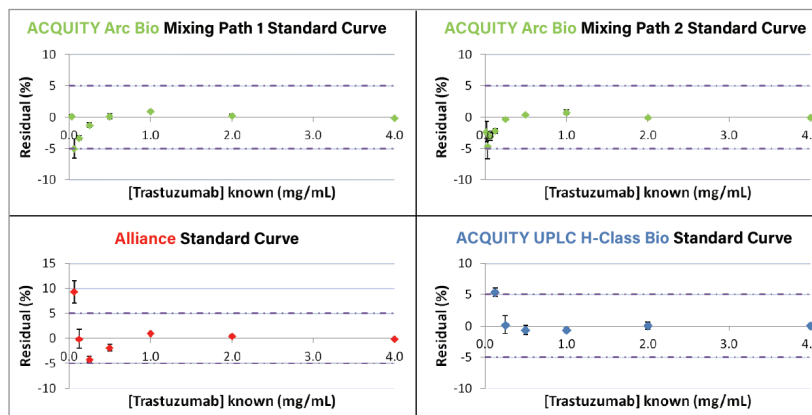 ACQUITY Arc Bio Mixing Path 1 Standard Curve
10
5
0
-5
-10
0.0 1.0 2.0 3.0 4.0
Residual (%)
[Trastuzumab] known (mg/mL)
ACQUITY Arc Bio Mixing Path 2 Standard Curve
10
5
0
-5
-10
0.0 1.0 2.0 3.0 4.
Residual (%)
[Trastuzumab] known (mg/mL)
Alliance Standard Curve
15
10
5
0
-5
-10
0.0 1.0 2.0 3.0 4.0
Residual (%)
[Trastuzumab] known (mg/mL)
ACQUITY UPLC H-Class Bio Standard Curve
10
5
0
-5
-10
0.0 1.0 2.0 3.0 4.
Residual (%)
[Trastuzumab] known (mg/mL)